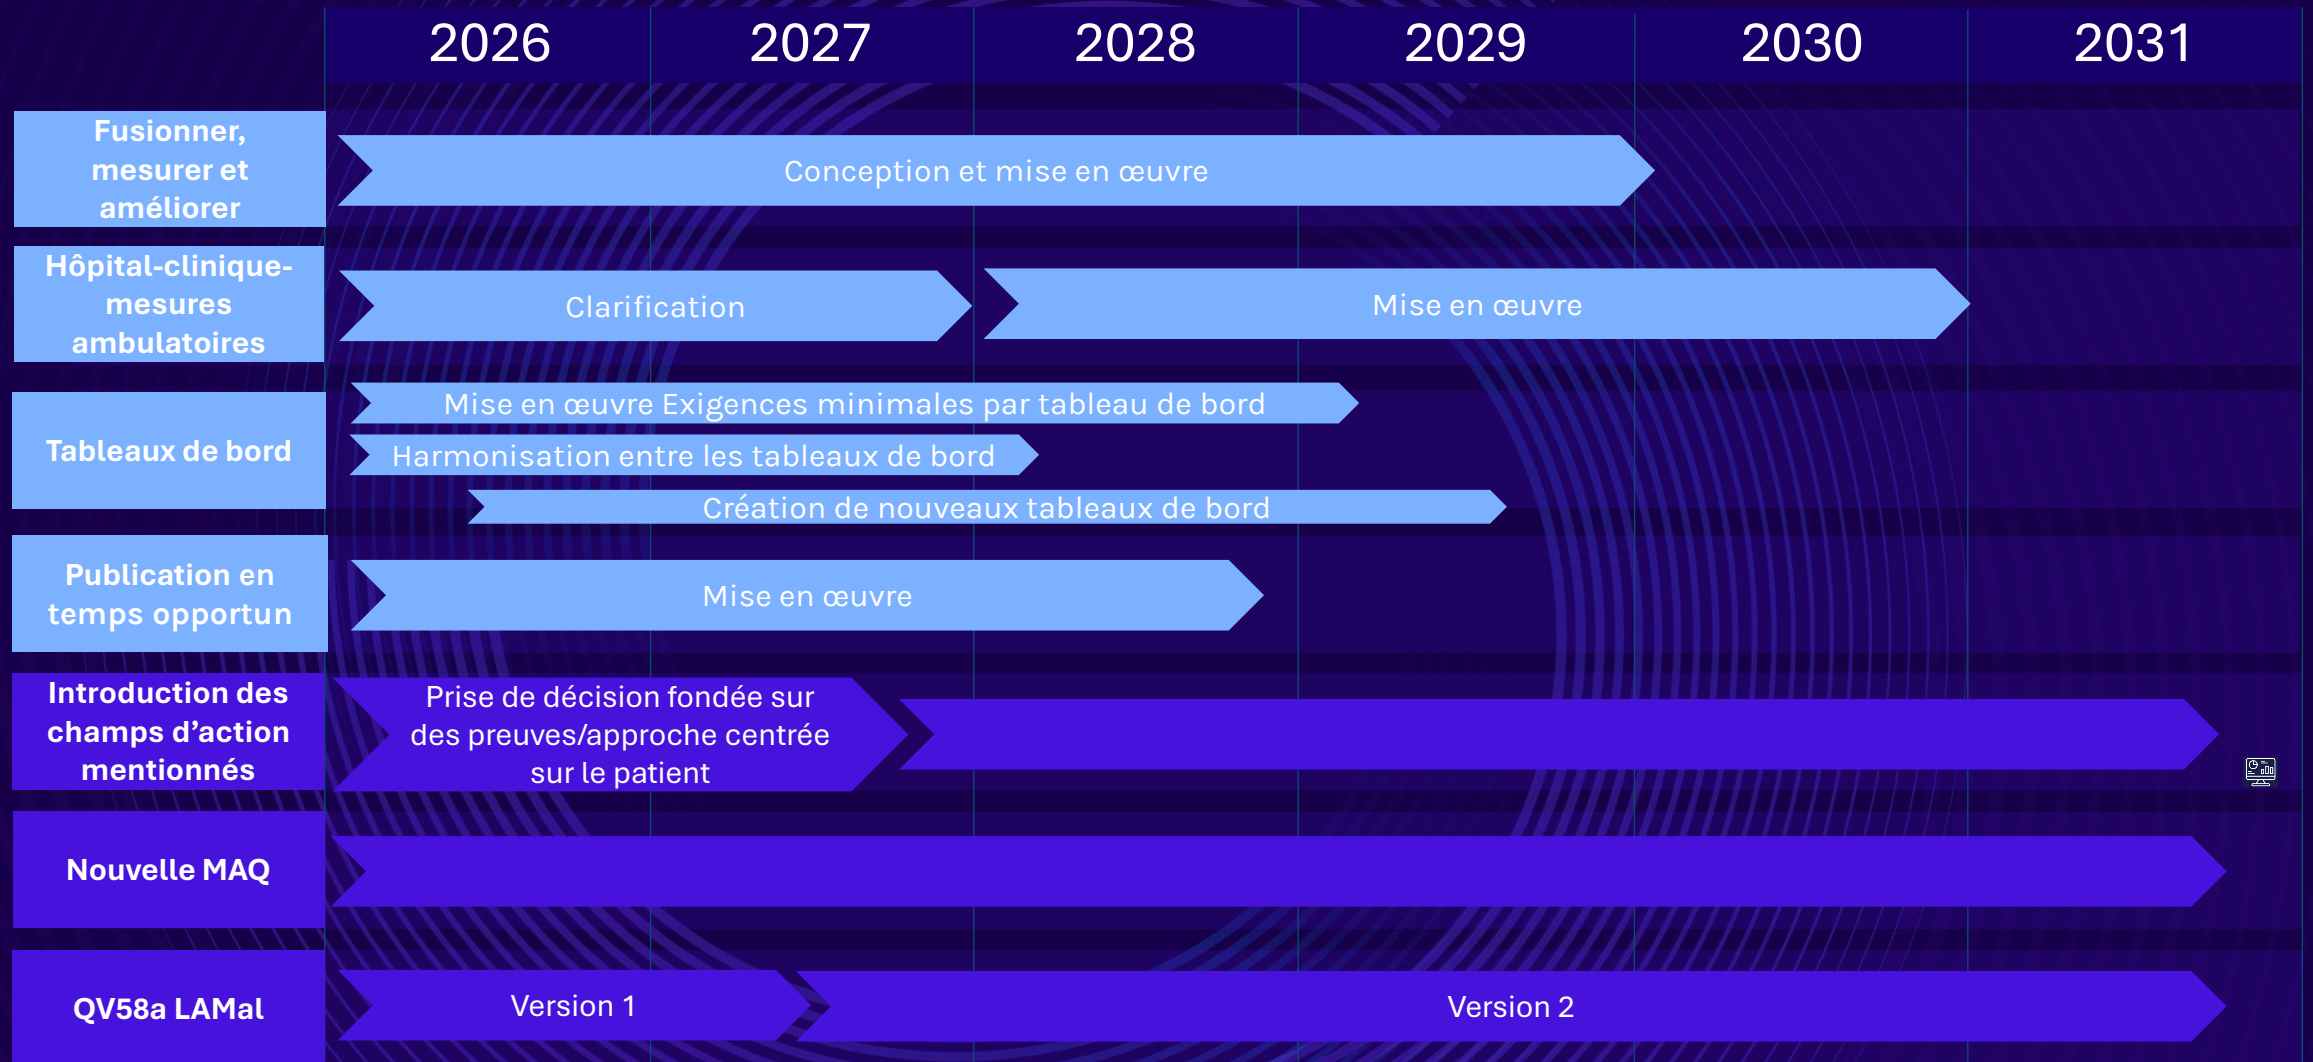 2026 2027 2028 2029 2030 2031
Fusionner,
mesurer et
améliorer
Conception et mise en œuvre
Hôpital-clinique-
mesures
ambulatoires
Clarification
Mise en œuvre
Tableaux de bord
Mise en œuvre Exigences minimales par tableau de bord
Harmonisation entre les tableaux de bord
Création de nouveaux tableaux de bord
Publication en
temps opportun
Mise en œuvre
Introduction des
champs d’action
mentionnés
Prise de décision fondée sur
des preuves/approche centrée
sur le patient
Nouvelle MAQ
QV58a LAMal
Version 1
Version 2